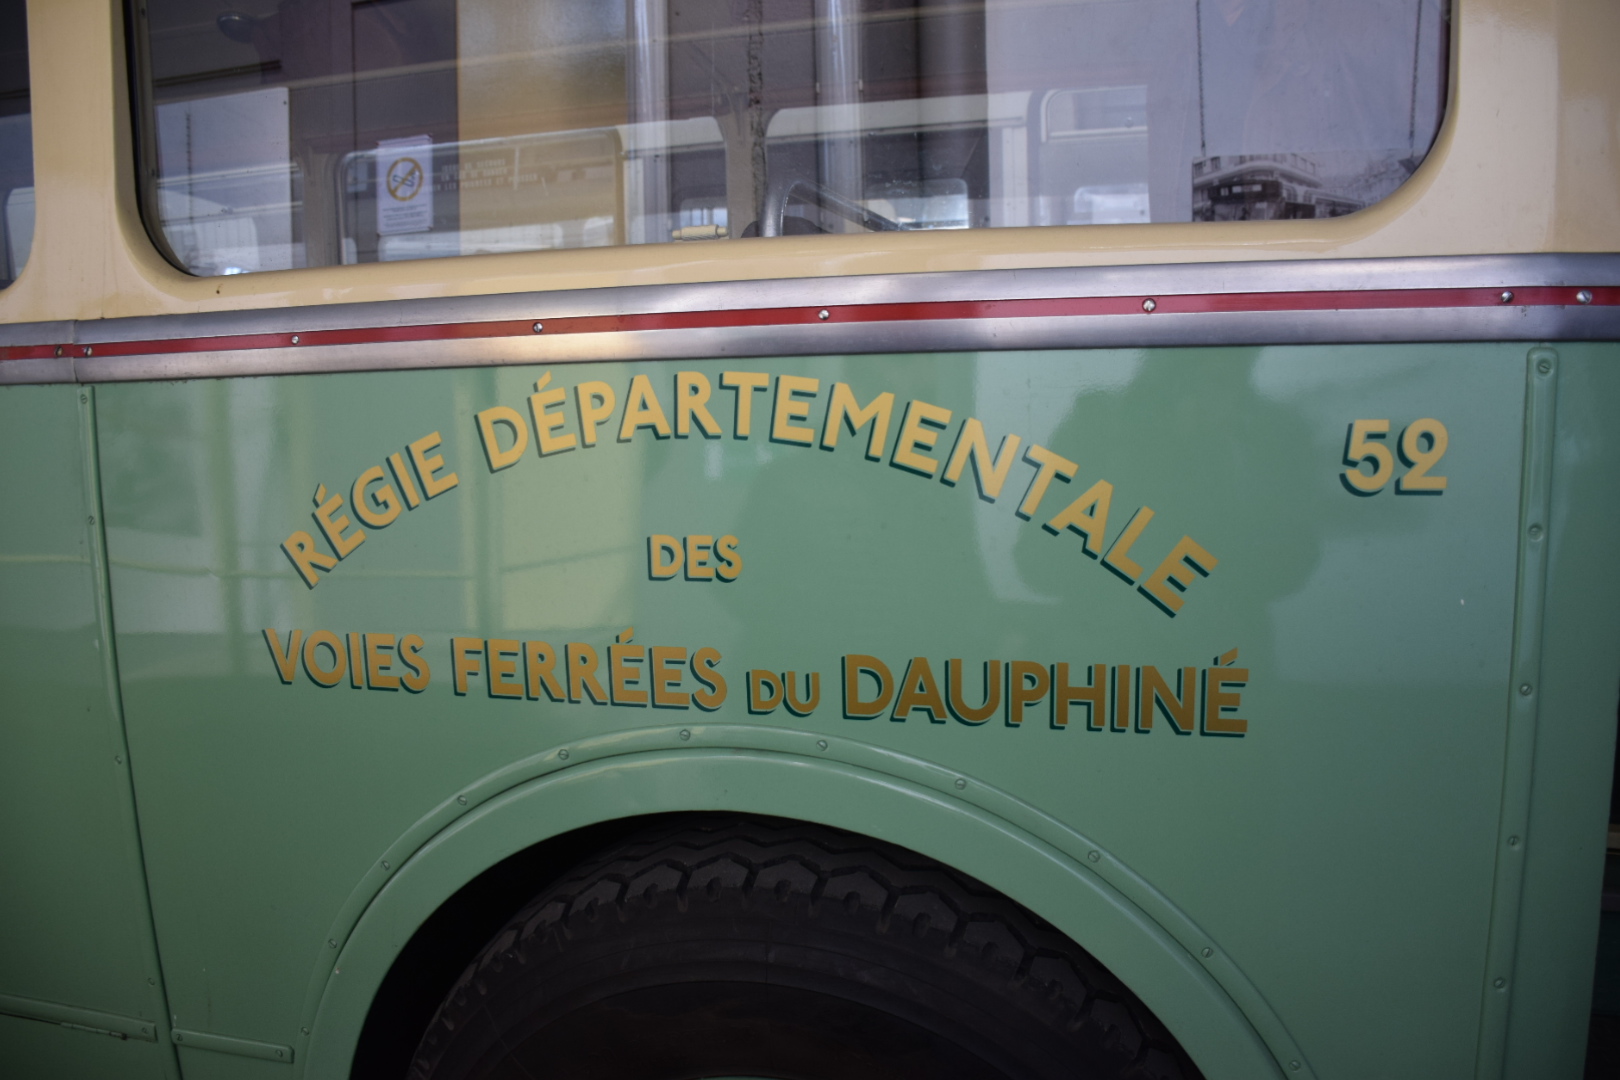 RÉGIE DÉPARTEMENTALE
DES
VOIES FERRÉES DU DAUPHINÉ
52